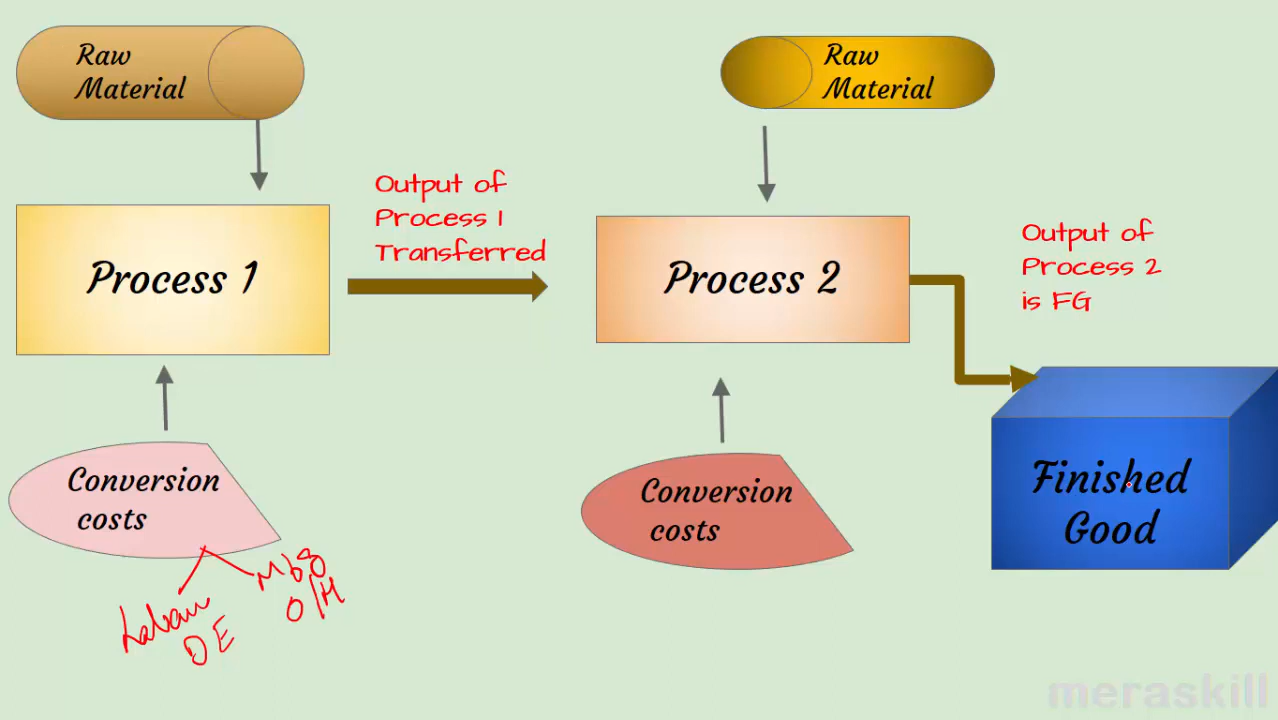 Raw
Material
Raw
Material
Output of
Process 1
Transferred
Process 1
Process 2
Output of
Process 2
is FG
Conversion
costs
Conversion
costs
Finished
Good
Labour
DE
O/H
meraskill